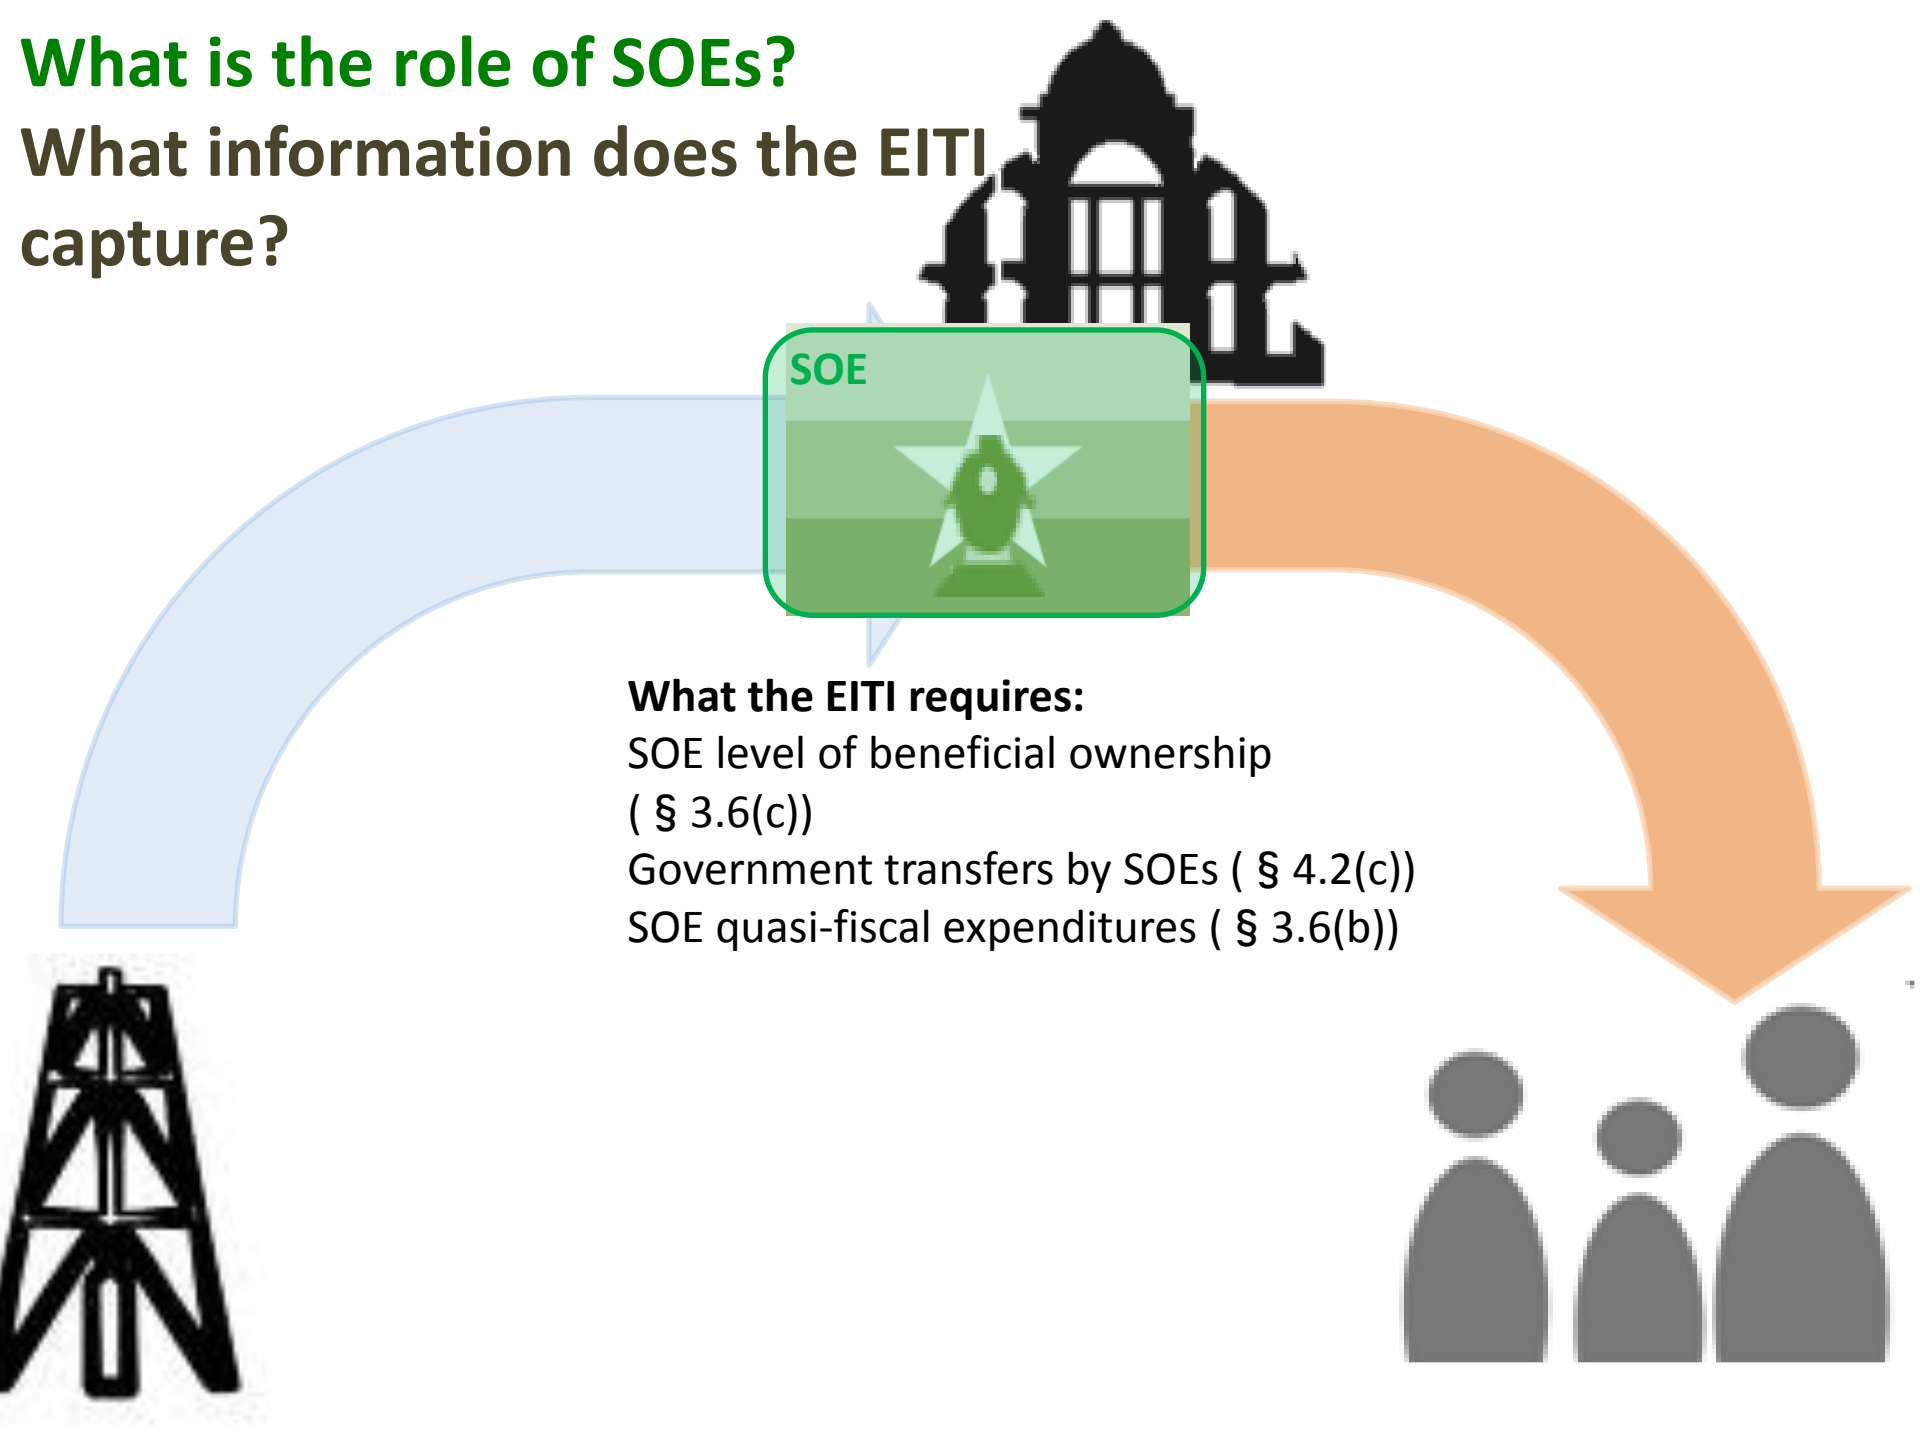 What is the role of SOEs?
What information does the EITI
capture?
SOE
What the EITI requires:
SOE level of beneficial ownership
( § 3.6(c))
Government transfers by SOEs ( § 4.2(c))
SOE quasi-fiscal expenditures ( § 3.6(b))